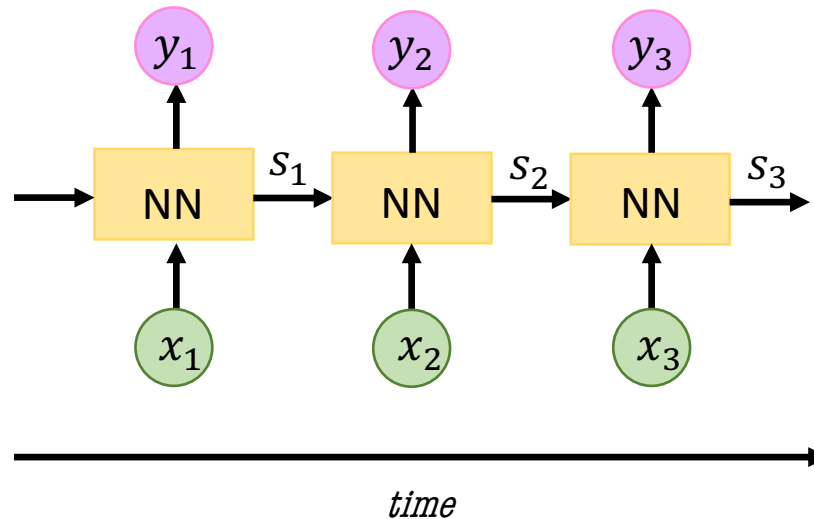 y₁ y₂ y₃
s₁ s₂ s₃
NN NN NN
x₁ x₂ x₃
time